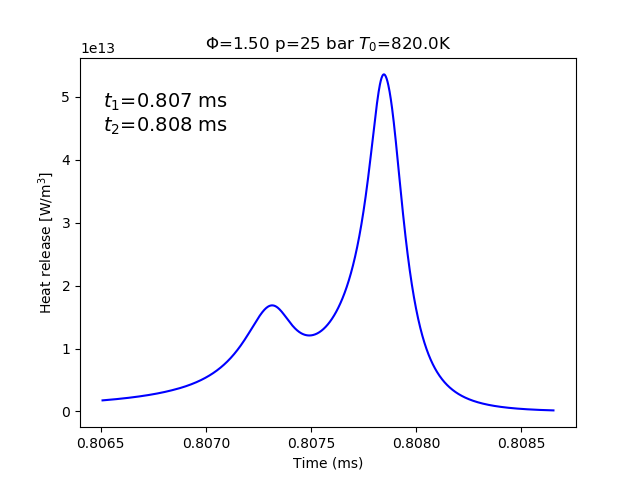 Φ=1.50 p=25 bar T₀=820.0K
1e13
t₁=0.807 ms
t₂=0.808 ms
5
4
3
2
1
0
Heat release [W/m³]
0.8065 0.8070 0.8075 0.8080 0.8085
Time (ms)